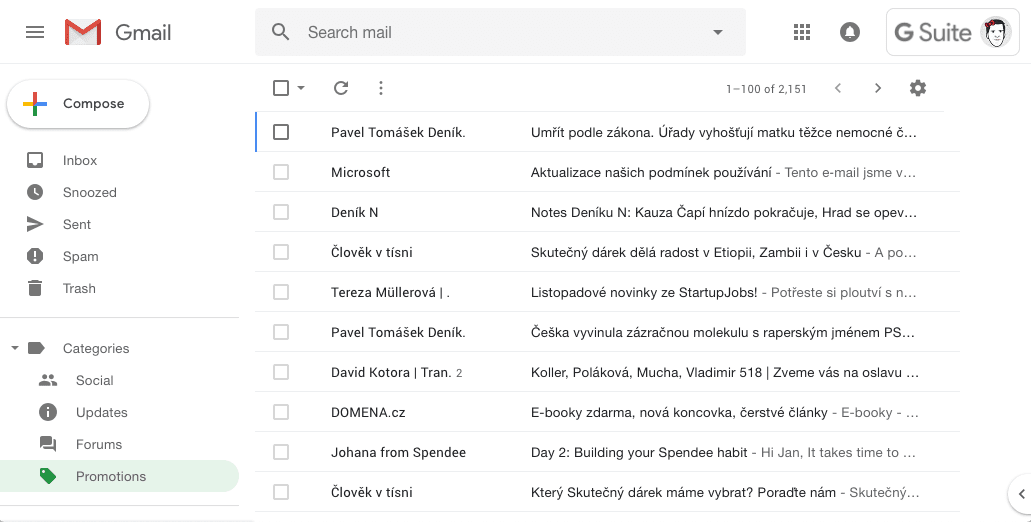 Gmail
Search mail
G Suite
Compose
1–100 of 2,151
Inbox
Snoozed
Sent
Spam
Trash
Categories
Social
Updates
Forums
Promotions
Pavel Tomášek Deník. Umřít podle zákona. Úřady vyhošťují matku těžce nemocné č…
Microsoft Aktualizace našich podmínek používání - Tento e-mail jsme v…
Deník N Notes Deníku N: Kauza Čapí hnízdo pokračuje, Hrad se opev…
Člověk v tísni Skutečný dárek dělá radost v Etiopii, Zambii i v Česku - A po…
Tereza Müllerová | . Listopadové novinky ze StartupJobs! - Potřeste si ploutví s n…
Pavel Tomášek Deník. Češka vyvinula zázračnou molekulu s raperským jménem PS…
David Kotora | Tran. 2 Koller, Poláková, Mucha, Vladimir 518 | Zveme vás na oslavu …
DOMENA.cz E-booky zdarma, nová koncovka, čerstvé články - E-booky - …
Johana from Spendee Day 2: Building your Spendee habit - Hi Jan, It takes time to …
Člověk v tísni Který Skutečný dárek máme vybrat? Poraďte nám - Skutečný…